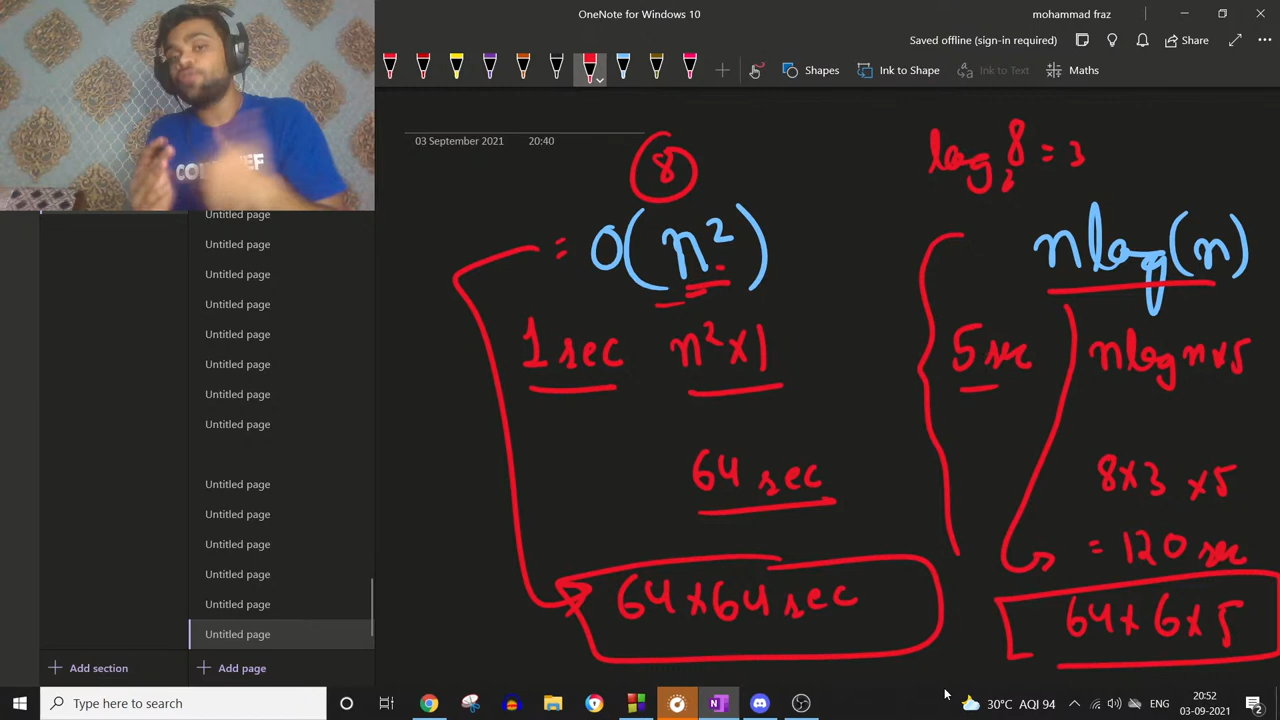 OneNote for Windows 10
mohammad fraz
Saved offline (sign-in required)
Share
Shapes
Ink to Shape
Ink to Text
Maths
03 September 2021 20:40
8
log₂8 = 3
= O(n²)
nlog(n)
1 sec n²×1
5 sec nlogn×5
64 sec
8×3 ×5
= 120 sec
64×64 sec
64×6×5
Untitled page
Untitled page
Untitled page
Untitled page
Untitled page
Untitled page
Untitled page
Untitled page
Untitled page
Untitled page
Untitled page
Untitled page
Untitled page
Untitled page
Add section
Add page
Type here to search
30°C AQI 94
ENG
20:52
03-09-2021
2